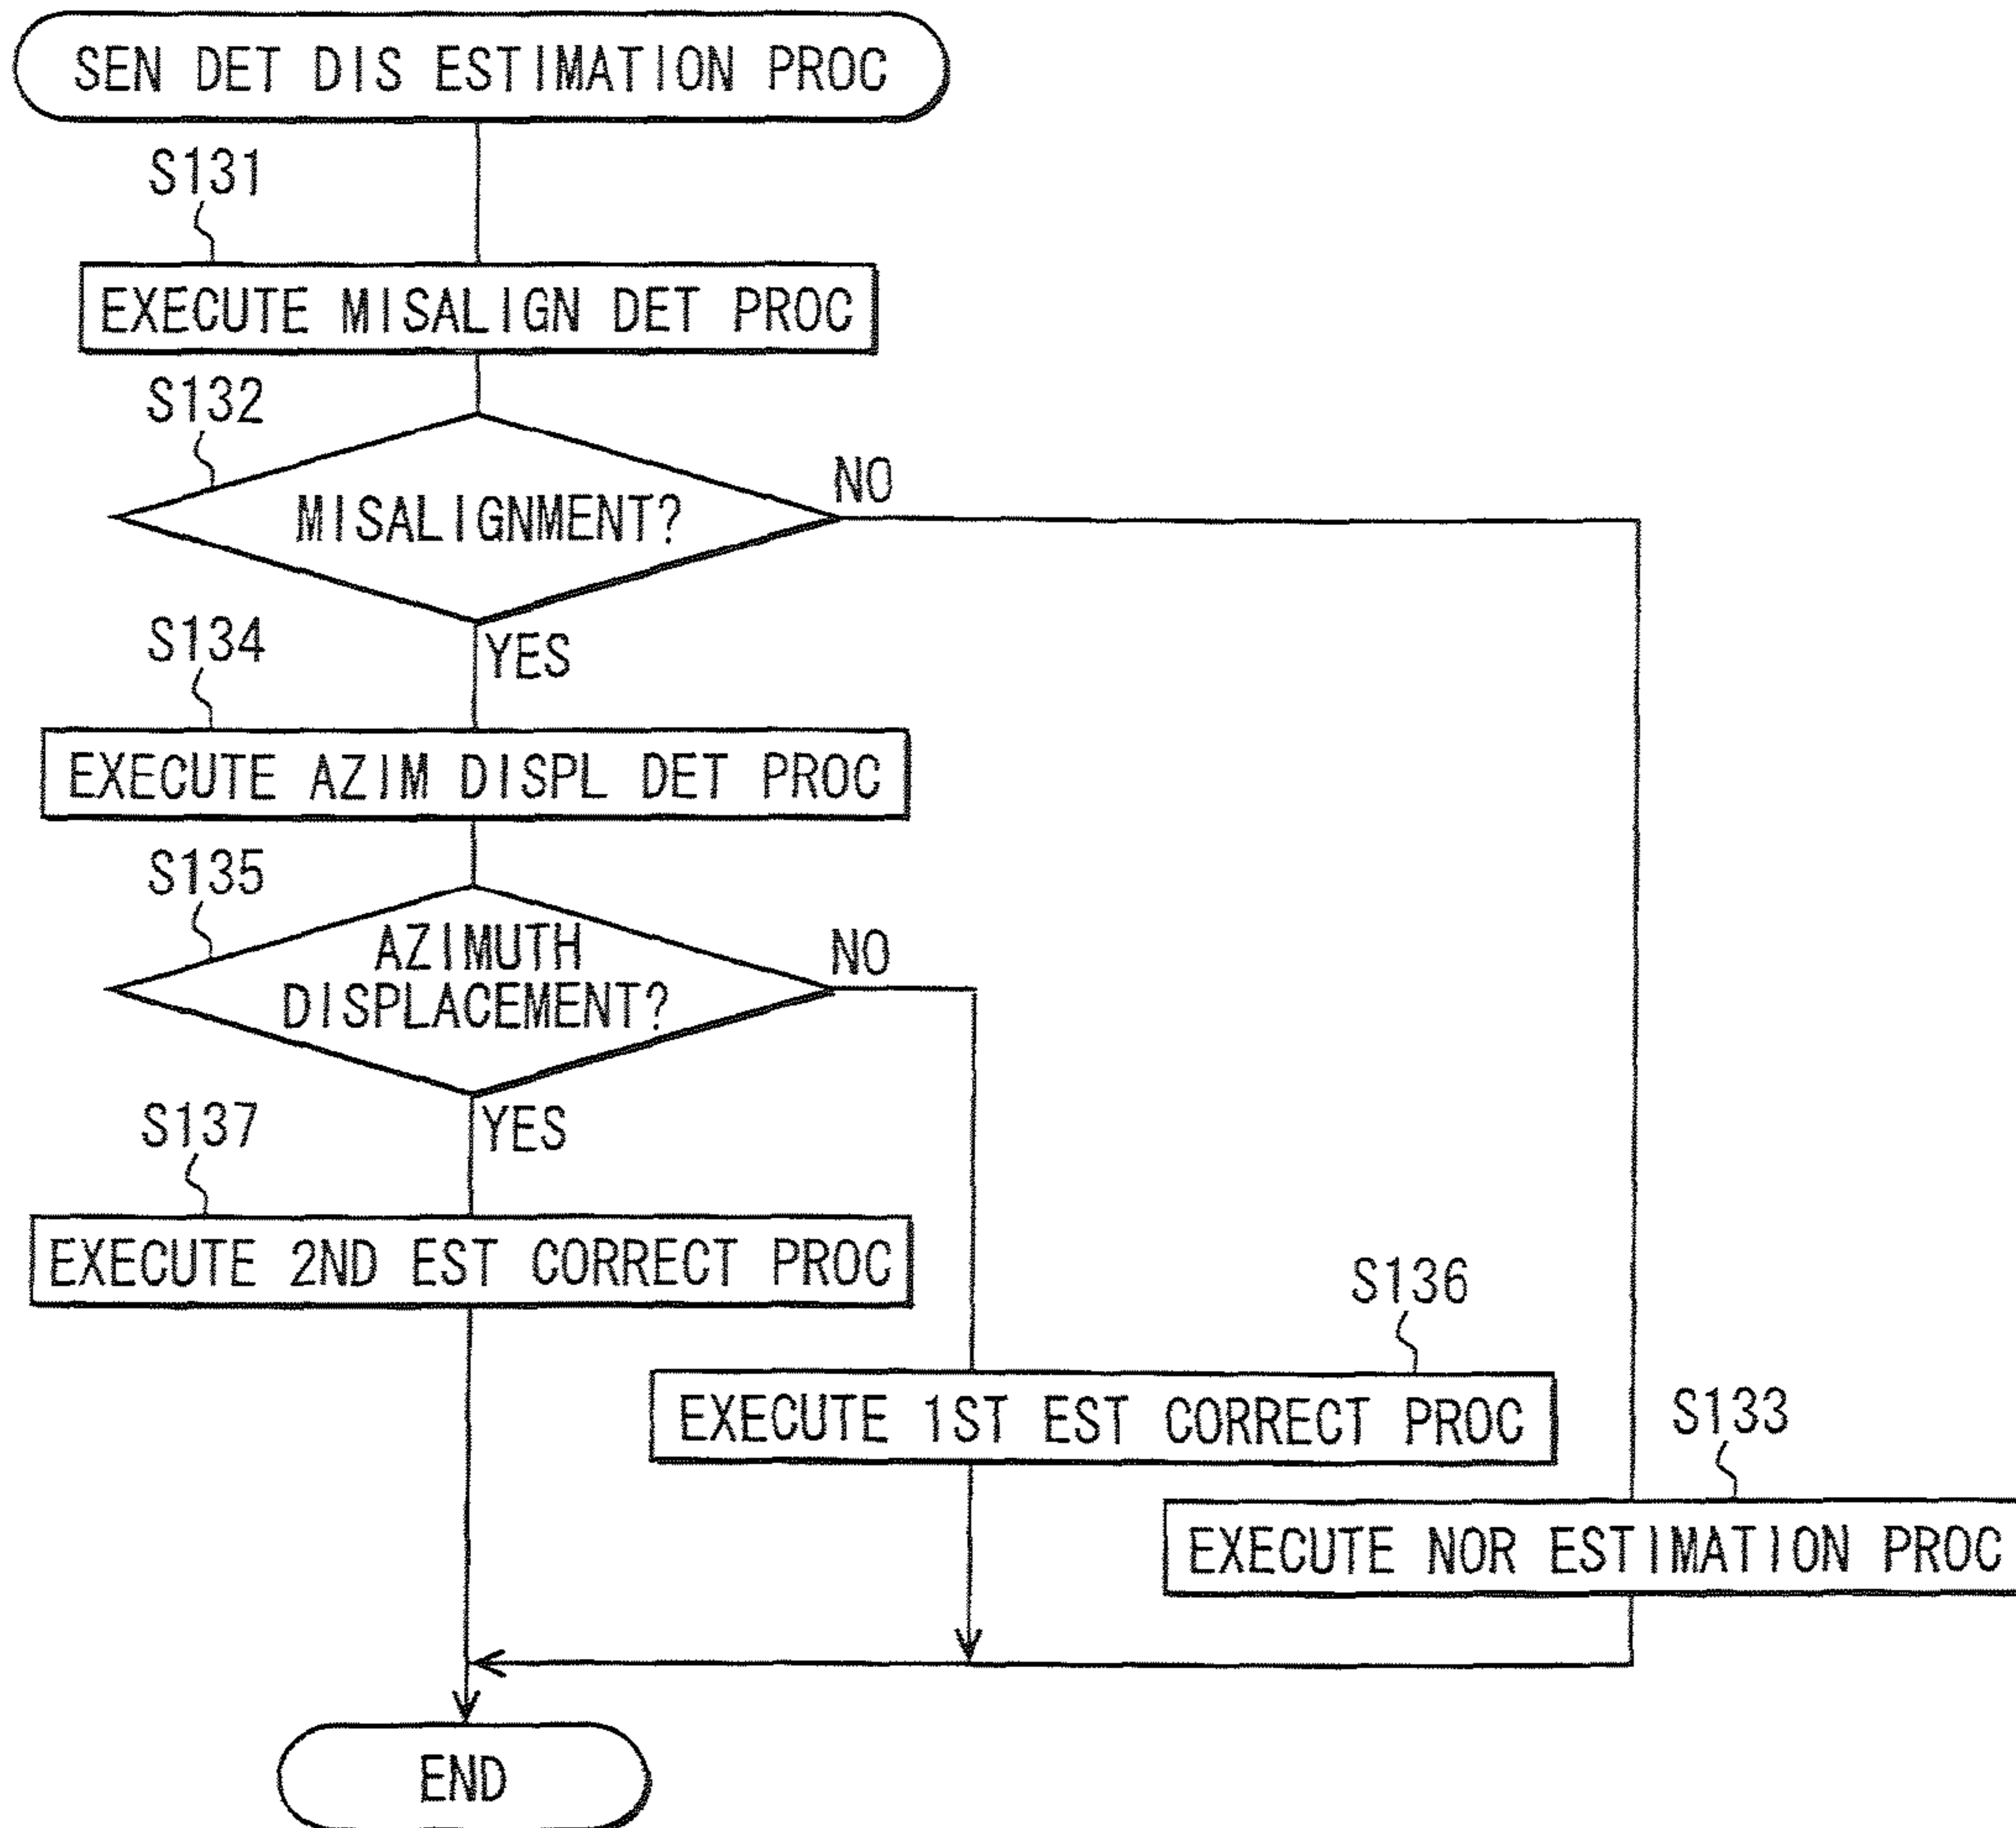 SEN DET DIS ESTIMATION PROC
S131
EXECUTE MISALIGN DET PROC
S132
MISALIGNMENT?
NO
YES
S134
EXECUTE AZIM DISPL DET PROC
S135
AZIMUTH
DISPLACEMENT?
NO
YES
S137
EXECUTE 2ND EST CORRECT PROC
S136
EXECUTE 1ST EST CORRECT PROC
S133
EXECUTE NOR ESTIMATION PROC
END